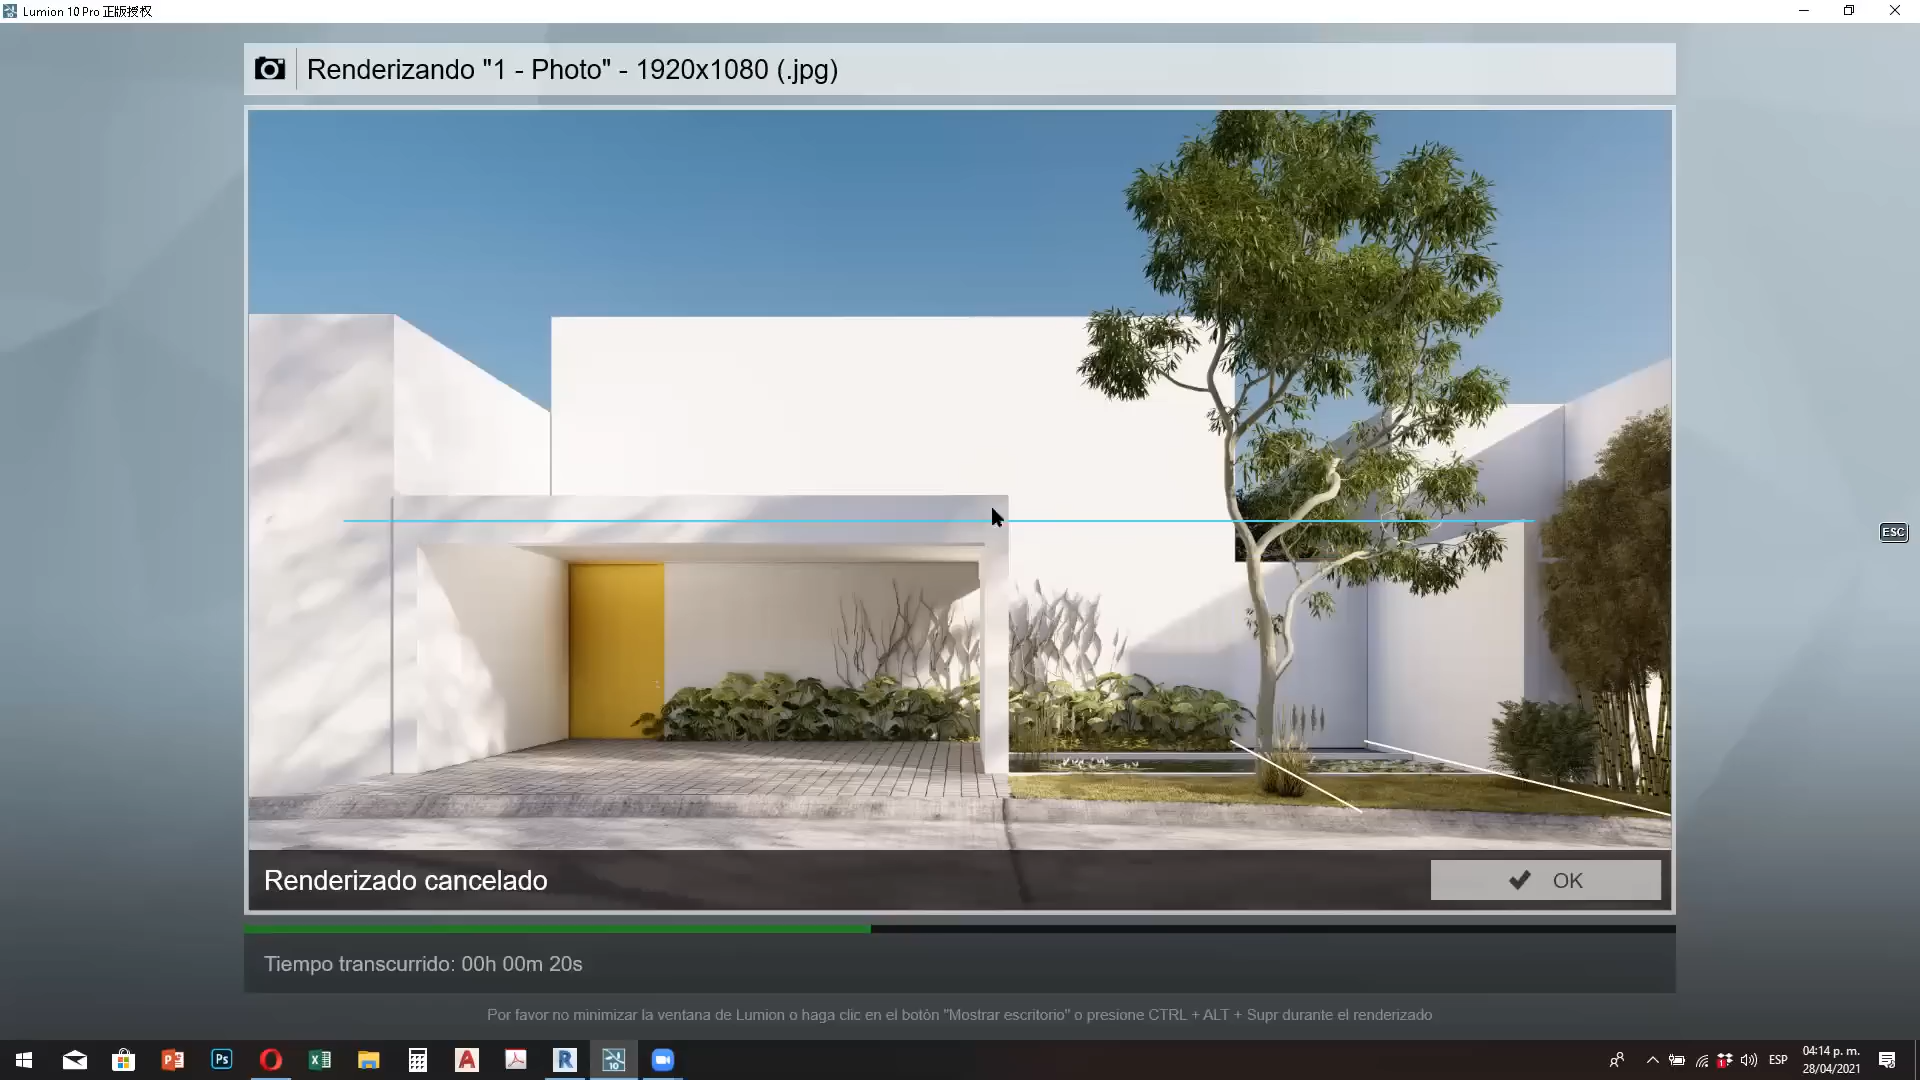 Lumion 10 Pro 正版授权
Renderizando "1 - Photo" - 1920x1080 (.jpg)
ESC
Renderizado cancelado
OK
Tiempo transcurrido: 00h 00m 20s
Por favor no minimizar la ventana de Lumion o haga clic en el botón "Mostrar escritorio" o presione CTRL + ALT + Supr durante el renderizado
ESP
04:14 p. m.
28/04/2021